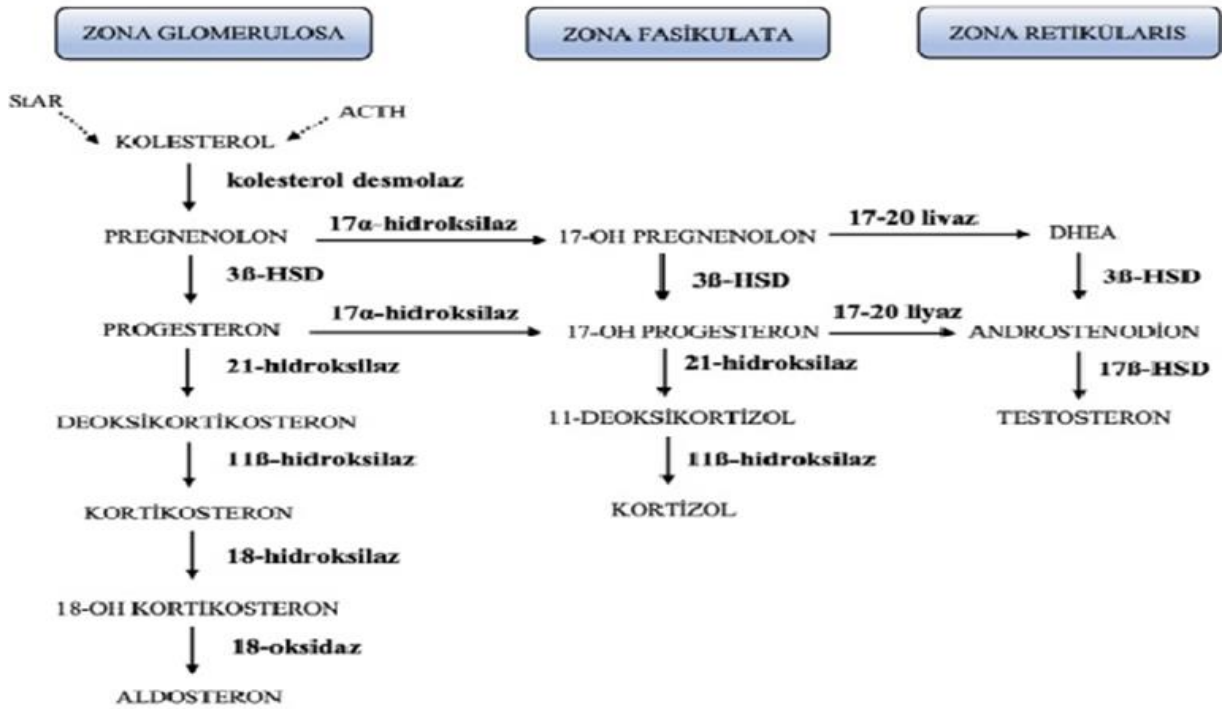 ZONA GLOMERULOSA ZONA FASİKULATA ZONA RETİKÜLARİS
StAR ACTH
KOLESTEROL
kolesterol desmolaz
17α-hidroksilaz 17-20 livaz
PREGNENOLON 17-OH PREGNENOLON DHEA
3ß-HSD 3ß-HSD 3ß-HSD
17α-hidroksilaz 17-20 liyaz
PROGESTERON 17-OH PROGESTERON ANDROSTENODİON
21-hidroksilaz 21-hidroksilaz 17ß-HSD
DEOKSİKORTİKOSTERON 11-DEOKSİKORTİZOL TESTOSTERON
11ß-hidroksilaz 11ß-hidroksilaz
KORTİKOSTERON KORTİZOL
18-hidroksilaz
18-OH KORTİKOSTERON
18-oksidaz
ALDOSTERON